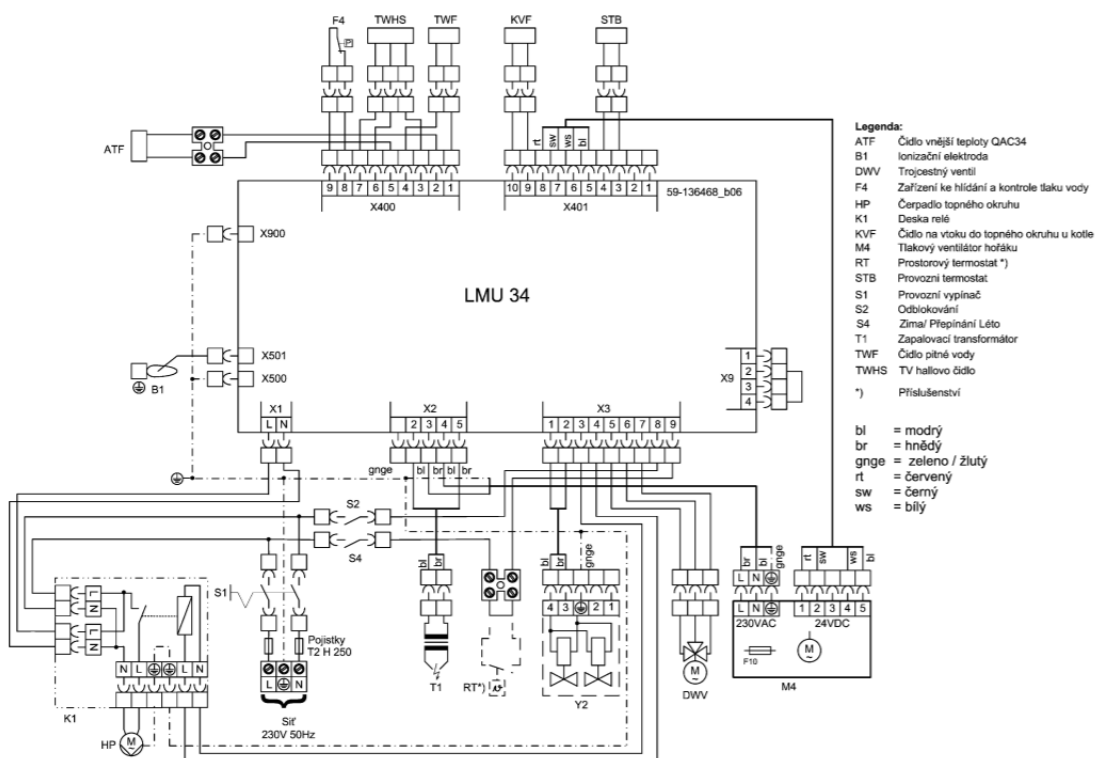 F4 TWHS TWF KVF STB
P
ATF
rt sw ws bl
9 8 7 6 5 4 3 2 1
10 9 8 7 6 5 4 3 2 1
59-136468_b06
X400 X401
X900
LMU 34
X501
B1
X500
X9
1
2
3
4
X1 X2 X3
L N
2 3 4 5
1 2 3 4 5 6 7 8 9
gnge bl br bl br
S2
S4
S1
L
N
L
N
N L L N
K1
HP M
~
Pojistky
T2 H 250
L N
Síť
230V 50Hz
bl br
T1
RT*)
bl br gnge
4 3 2 1
Y2
M
~
DWV
br bl gnge
rt sw ws bl
L N
L N 1 2 3 4 5
230VAC 24VDC
F10
M
~
M4
Legenda:
ATF Čidlo vnější teploty QAC34
B1 Ionizační elektroda
DWV Trojcestný ventil
F4 Zařízení ke hlídání a kontrole tlaku vody
HP Čerpadlo topného okruhu
K1 Deska relé
KVF Čidlo na vtoku do topného okruhu u kotle
M4 Tlakový ventilátor hořáku
RT Prostorový termostat *)
STB Provozni termostat
S1 Provozní vypínač
S2 Odblokování
S4 Zima/ Přepínání Léto
T1 Zapalovací transformátor
TWF Čidlo pitné vody
TWHS TV hallovo čidlo
*) Příslušenství
bl = modrý
br = hnědý
gnge = zeleno / žlutý
rt = červený
sw = černý
ws = bílý